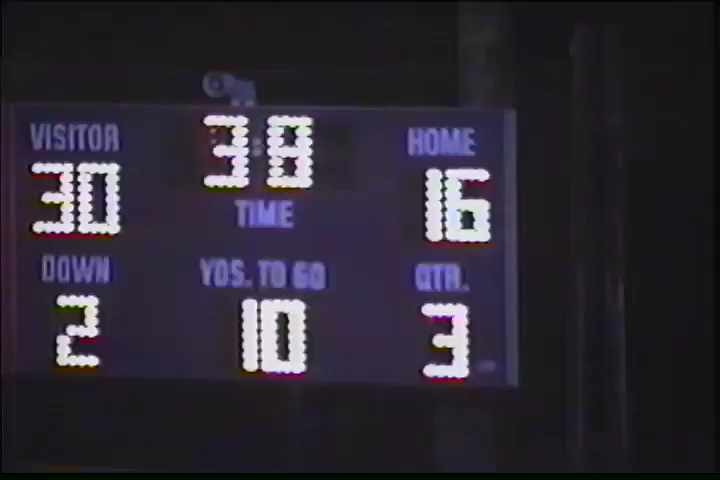 VISITOR 38 HOME
30 TIME 16
DOWN YDS. TO GO QTR.
2 10 3